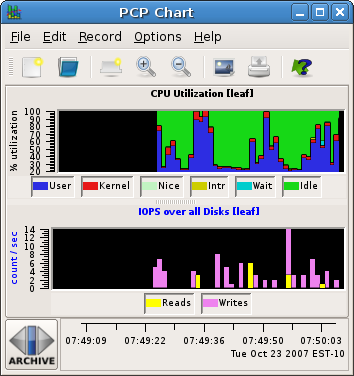 PCP Chart
File Edit Record Options Help
CPU Utilization [leaf]
% utilization
100
90
80
70
60
50
40
30
20
User Kernel Nice Intr Wait Idle
IOPS over all Disks [leaf]
count / sec
14
12
10
8
6
4
2
0
Reads Writes
ARCHIVE
07:49:09 07:49:22 07:49:36 07:49:50 07:50:03
Tue Oct 23 2007 EST-10